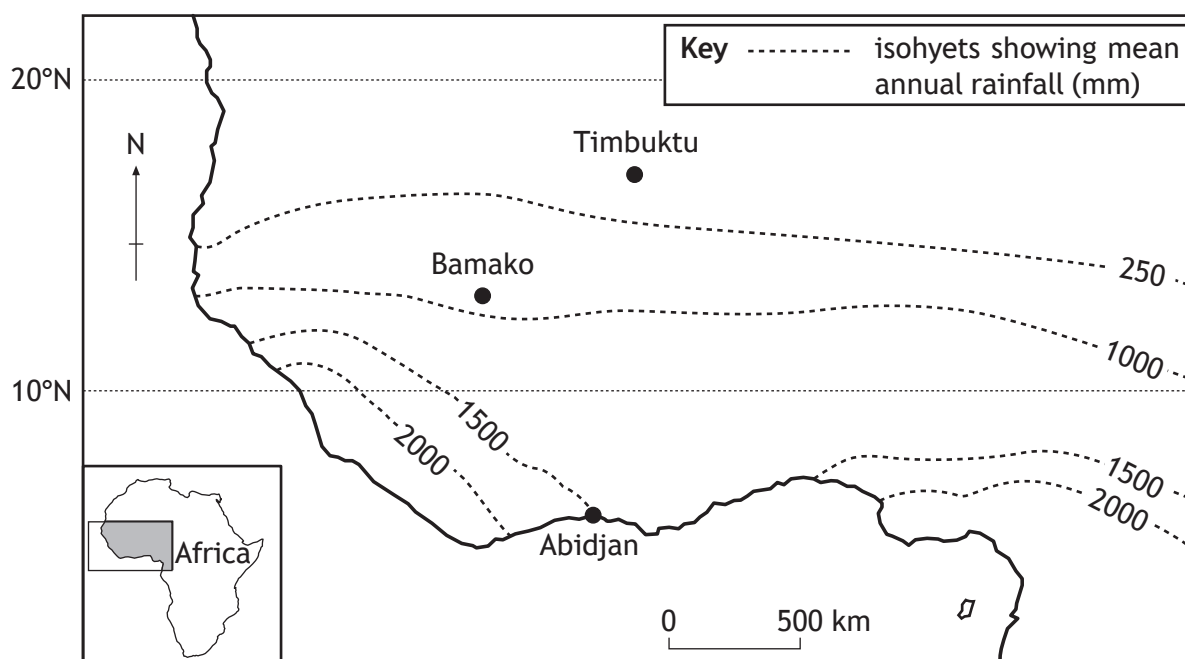 Key isohyets showing mean
annual rainfall (mm)
20°N
N
Timbuktu
Bamako
250
1000
10°N
1500
2000
1500
2000
Abidjan
Africa
0 500 km